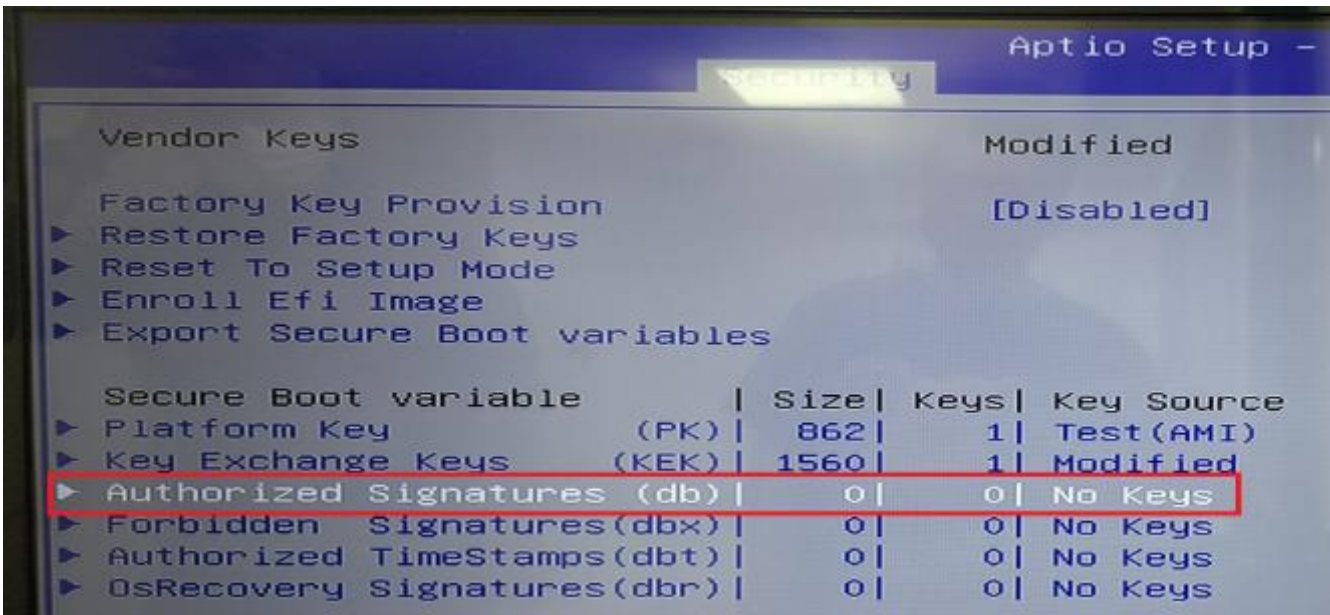 Aptio Setup -
Security
Vendor Keys Modified
Factory Key Provision [Disabled]
► Restore Factory Keys
► Reset To Setup Mode
► Enroll Efi Image
► Export Secure Boot variables
Secure Boot variable | Size| Keys| Key Source
► Platform Key (PK)| 862| 1| Test(AMI)
► Key Exchange Keys (KEK)| 1560| 1| Modified
► Authorized Signatures (db)| 0| 0| No Keys
► Forbidden Signatures(dbx)| 0| 0| No Keys
► Authorized TimeStamps(dbt)| 0| 0| No Keys
► OsRecovery Signatures(dbr)| 0| 0| No Keys